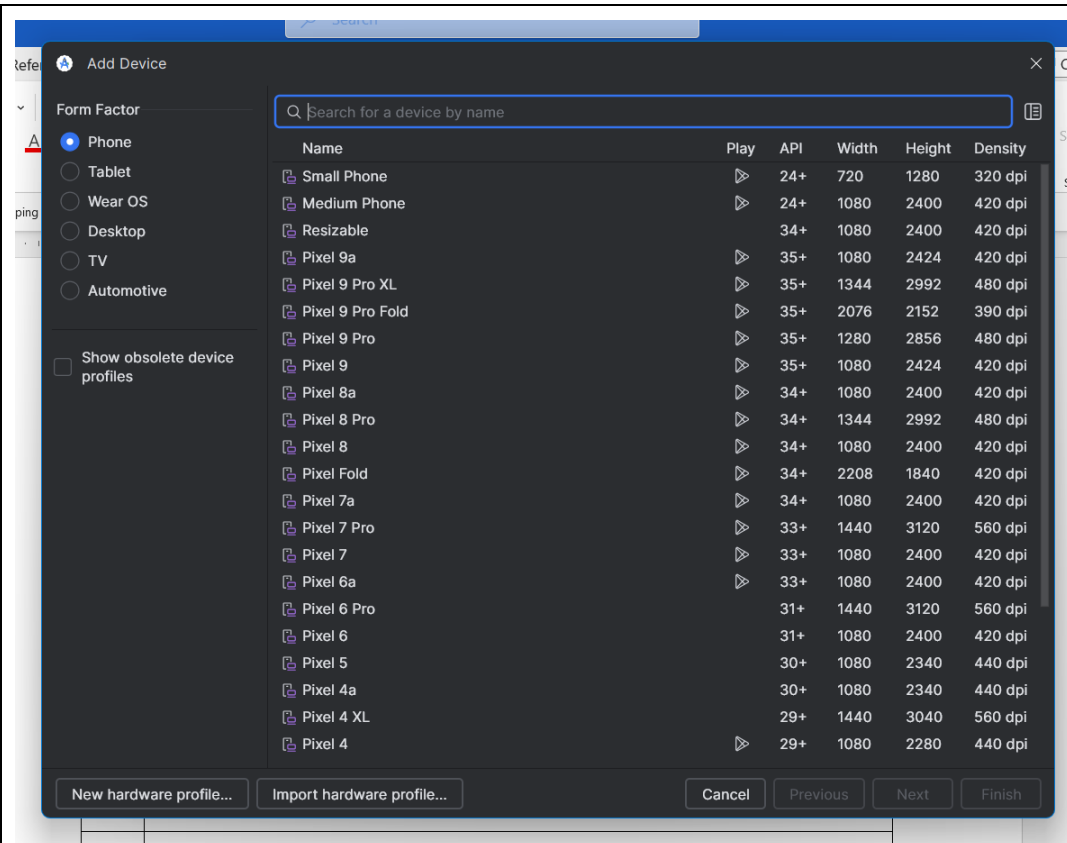 Search
Refe
Add Device
Form Factor
Phone
Tablet
Wear OS
Desktop
TV
Automotive
Show obsolete device
profiles
Search for a device by name
Name Play API Width Height Density
Small Phone 24+ 720 1280 320 dpi
Medium Phone 24+ 1080 2400 420 dpi
Resizable 34+ 1080 2400 420 dpi
Pixel 9a 35+ 1080 2424 420 dpi
Pixel 9 Pro XL 35+ 1344 2992 480 dpi
Pixel 9 Pro Fold 35+ 2076 2152 390 dpi
Pixel 9 Pro 35+ 1280 2856 480 dpi
Pixel 9 35+ 1080 2424 420 dpi
Pixel 8a 34+ 1080 2400 420 dpi
Pixel 8 Pro 34+ 1344 2992 480 dpi
Pixel 8 34+ 1080 2400 420 dpi
Pixel Fold 34+ 2208 1840 420 dpi
Pixel 7a 34+ 1080 2400 420 dpi
Pixel 7 Pro 33+ 1440 3120 560 dpi
Pixel 7 33+ 1080 2400 420 dpi
Pixel 6a 33+ 1080 2400 420 dpi
Pixel 6 Pro 31+ 1440 3120 560 dpi
Pixel 6 31+ 1080 2400 420 dpi
Pixel 5 30+ 1080 2340 440 dpi
Pixel 4a 30+ 1080 2340 440 dpi
Pixel 4 XL 29+ 1440 3040 560 dpi
Pixel 4 29+ 1080 2280 440 dpi
A
ping
New hardware profile... Import hardware profile... Cancel Previous Next Finish